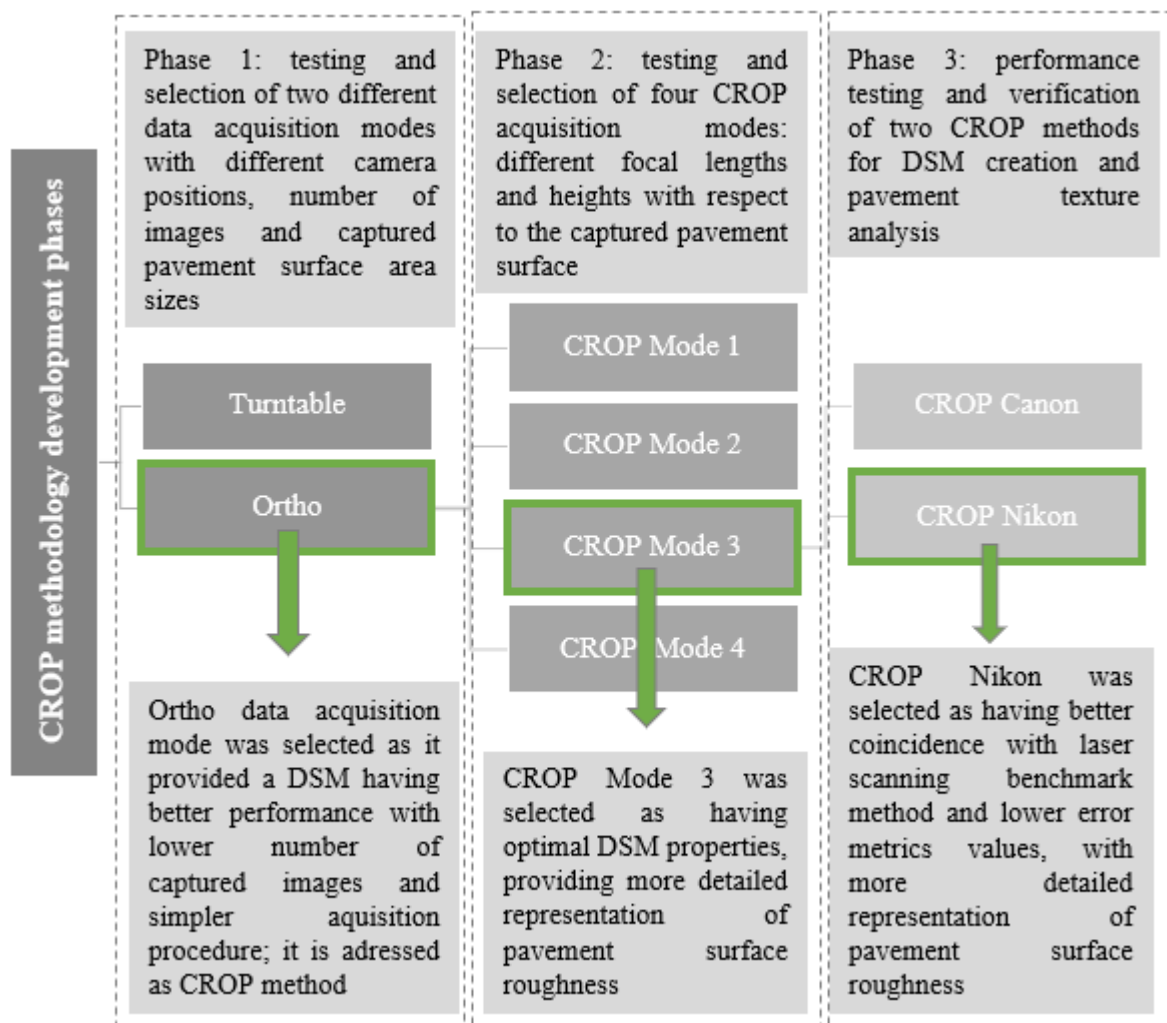 CROP methodology development phases
Phase 1: testing and
selection of two different
data acquisition modes
with different camera
positions, number of
images and captured
pavement surface area
sizes
Turntable
Ortho
Ortho data acquisition
mode was selected as it
provided a DSM having
better performance with
lower number of
captured images and
simpler aquisition
procedure; it is adressed
as CROP method
Phase 2: testing and
selection of four CROP
acquisition modes:
different focal lengths
and heights with respect
to the captured pavement
surface
CROP Mode 1
CROP Mode 2
CROP Mode 3
CROP Mode 4
CROP Mode 3 was
selected as having
optimal DSM properties,
providing more detailed
representation of
pavement surface
roughness
Phase 3: performance
testing and verification
of two CROP methods
for DSM creation and
pavement texture
analysis
CROP Canon
CROP Nikon
CROP Nikon was
selected as having better
coincidence with laser
scanning benchmark
method and lower error
metrics values, with
more detailed
representation of
pavement surface
roughness